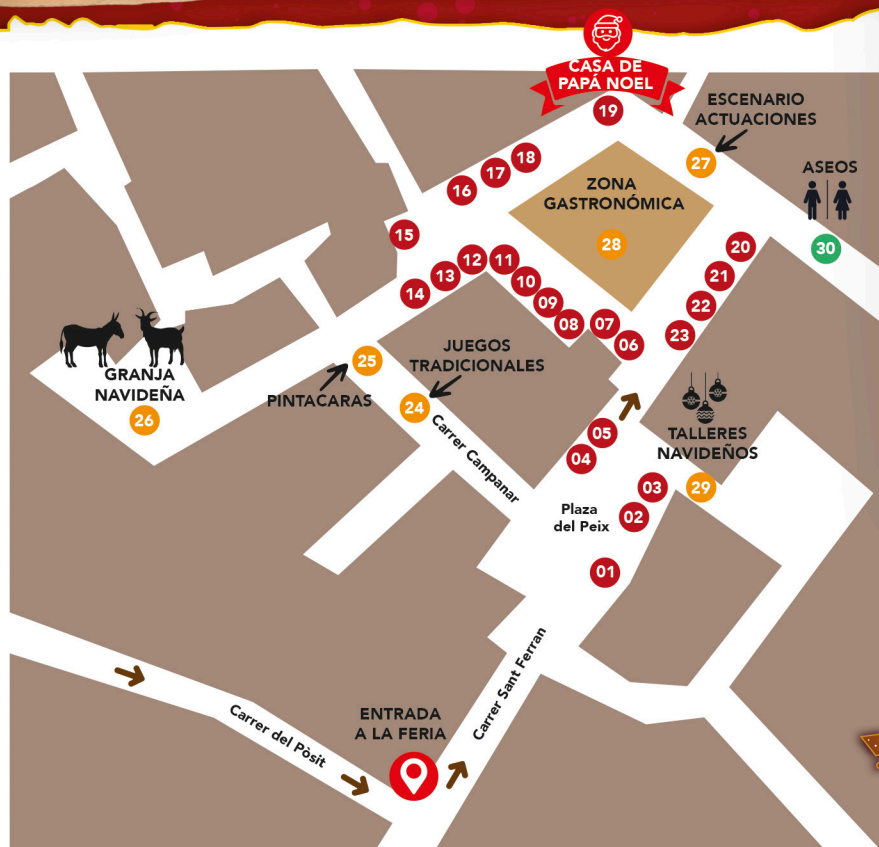 CASA DE
PAPÁ NOEL
19
ESCENARIO
ACTUACIONES
27
ASEOS
30
18
17
16
15
ZONA
GASTRONÓMICA
28
20
21
22
23
14
13
12
11
10
09
08
07
06
GRANJA
NAVIDEÑA
26
25
PINTACARAS
JUEGOS
TRADICIONALES
24
Carrer Campanar
05
04
TALLERES
NAVIDEÑOS
29
03
02
Plaza
del Peix
01
Carrer Sant Ferran
Carrer del Pòsit
ENTRADA
A LA FERIA